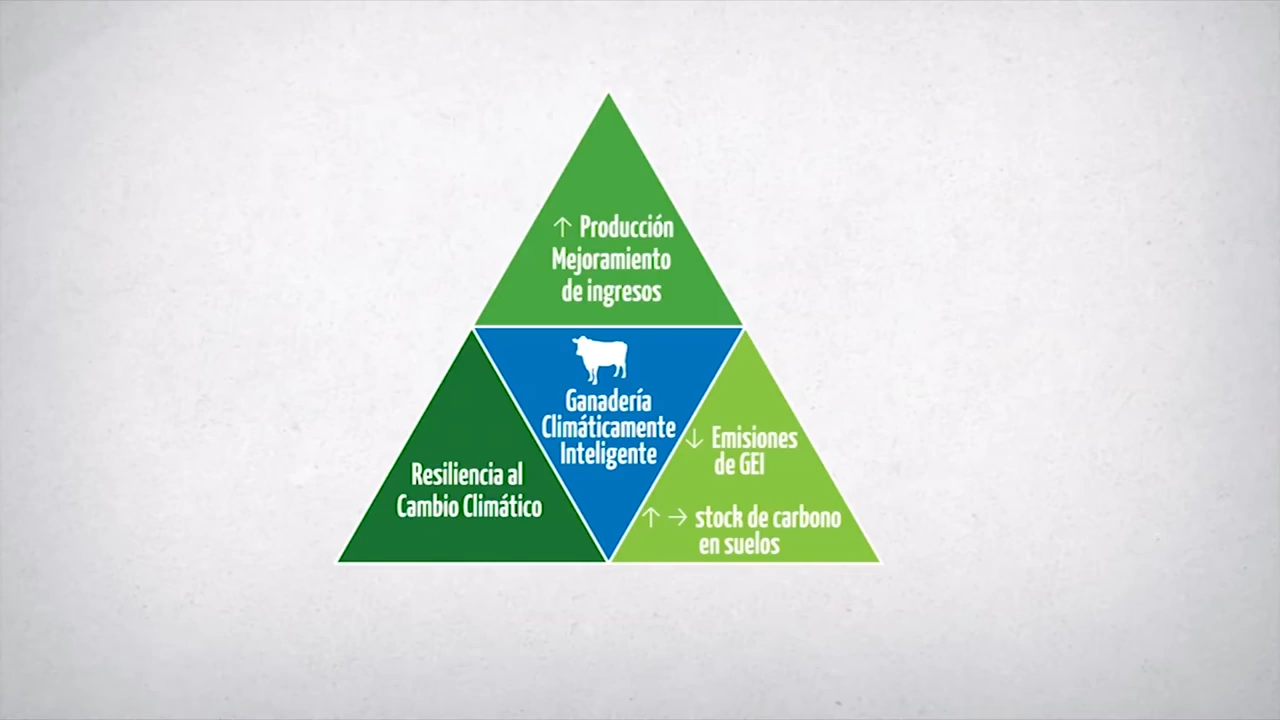 ↑ Producción
Mejoramiento
de ingresos
Ganadería
Climáticamente
Inteligente
Resiliencia al
Cambio Climático
↓ Emisiones
de GEI
↑ → stock de carbono
en suelos